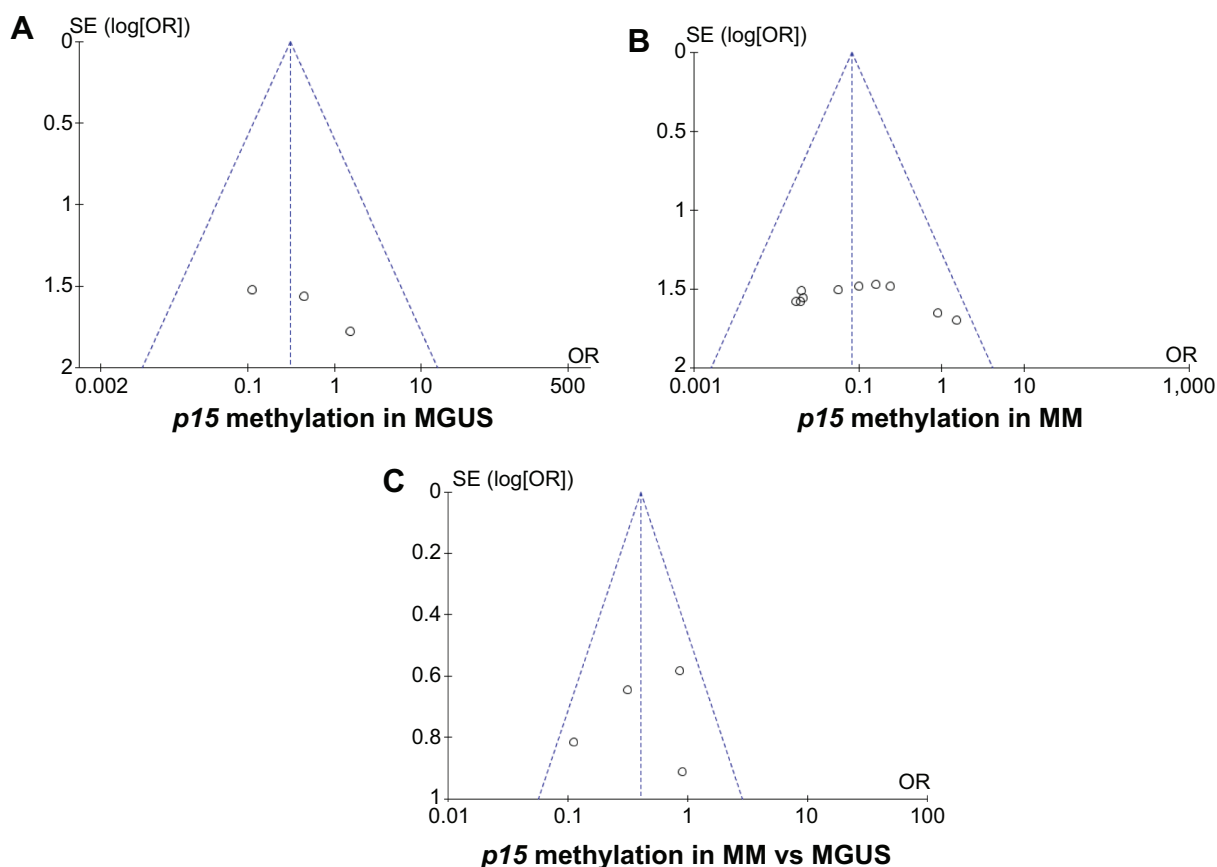 A
SE (log[OR])
0
0.5
1
1.5
2
OR
0.002 0.1 1 10 500
p15 methylation in MGUS
B
SE (log[OR])
0
0.5
1
1.5
2
OR
0.001 0.1 1 10 1,000
p15 methylation in MM
C
SE (log[OR])
0
0.2
0.4
0.6
0.8
1
OR
0.01 0.1 1 10 100
p15 methylation in MM vs MGUS